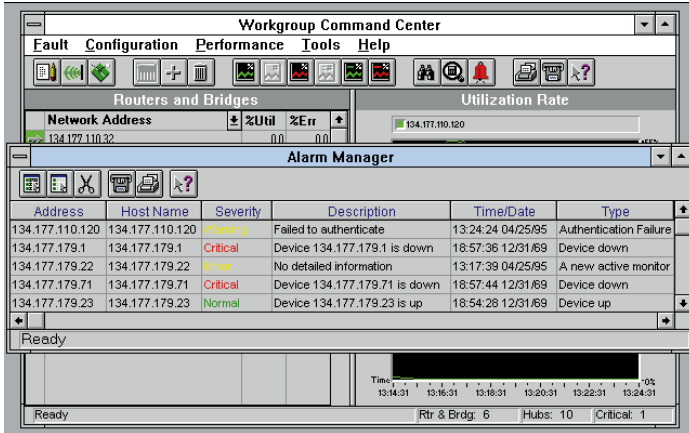 Workgroup Command Center
Fault Configuration Performance Tools Help
Routers and Bridges
Utilization Rate
Network Address %Util %Err
134.177.110.120
134.177.110.32 0.0 0.0
Alarm Manager
Address Host Name Severity Description Time/Date Type
134.177.110.120 134.177.110.120 Warning Failed to authenticate 13:24:24 04/25/95 Authentication Failure
134.177.179.1 134.177.179.1 Critical Device 134.177.179.1 is down 18:57:36 12/31/69 Device down
134.177.179.22 134.177.179.22 Minor No detailed information 13:17:39 04/25/95 A new active monitor
134.177.179.71 134.177.179.71 Critical Device 134.177.179.71 is down 18:57:44 12/31/69 Device down
134.177.179.23 134.177.179.23 Normal Device 134.177.179.23 is up 18:54:28 12/31/69 Device up
Ready
Time 0%
13:14:31 13:16:31 13:18:31 13:20:31 13:22:31 13:24:31
Ready Rtr & Brdg: 6 Hubs: 10 Critical: 1